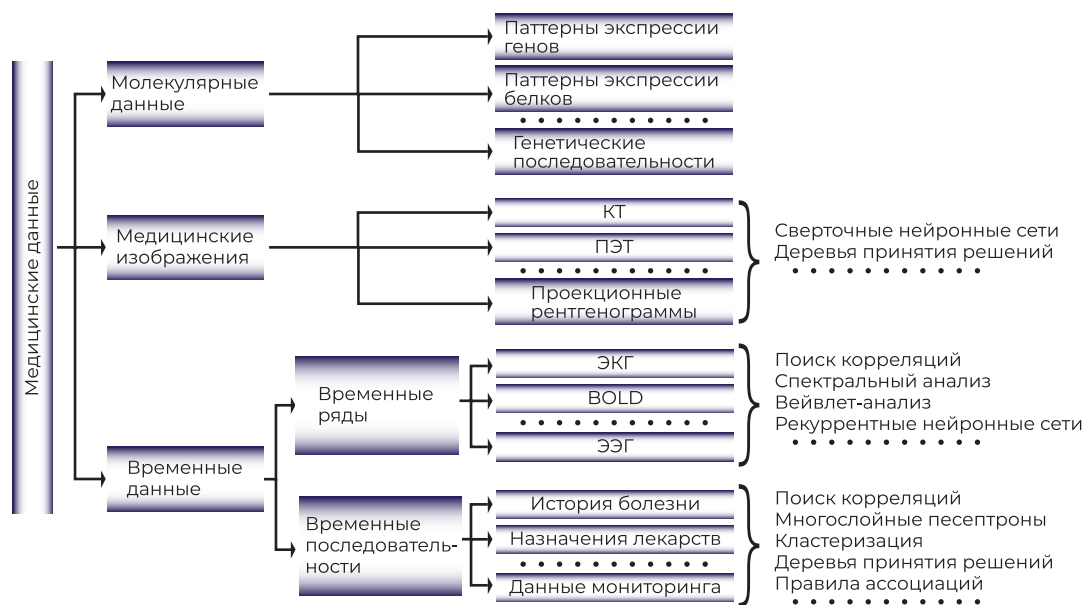 Медицинские данные
Молекулярные
данные
Паттерны экспрессии
генов
Паттерны экспрессии
белков
Генетические
последовательности
Медицинские
изображения
КТ
ПЭТ
Проекционные
рентгенограммы
Сверточные нейронные сети
Деревья принятия решений
Временные
данные
Временные
ряды
ЭКГ
BOLD
ЭЭГ
Поиск корреляций
Спектральный анализ
Вейвлет-анализ
Рекуррентные нейронные сети
Временные
последователь-
ности
История болезни
Назначения лекарств
Данные мониторинга
Поиск корреляций
Многослойные песептроны
Кластеризация
Деревья принятия решений
Правила ассоциаций